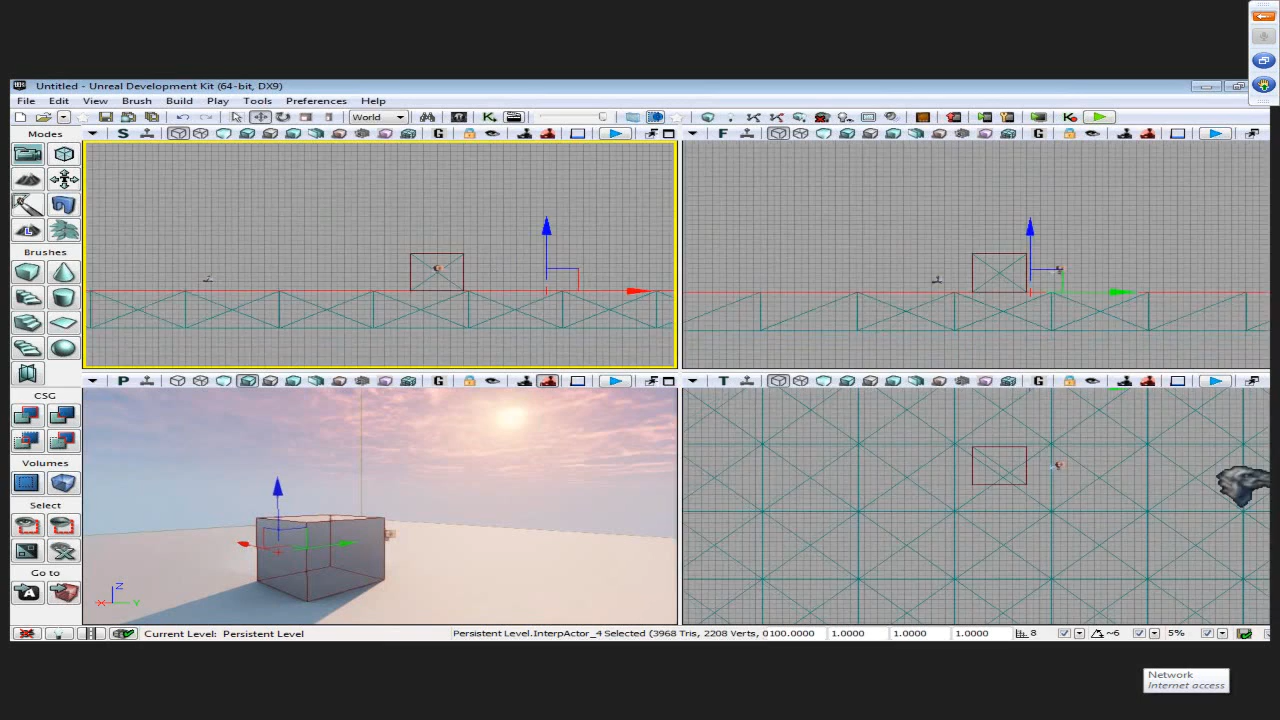 Untitled - Unreal Development Kit (64-bit, DX9)
File Edit View Brush Build Play Tools Preferences Help
World
Modes
S G
F G
Brushes
P G
T G
CSG
Volumes
Select
Go to
Z
X Y
Current Level: Persistent Level
Persistent Level.InterpActor_4 Selected (3968 Tris, 2208 Verts, 0100.0000 1.0000 1.0000 1.0000 8 ~6 5%
Network
Internet access